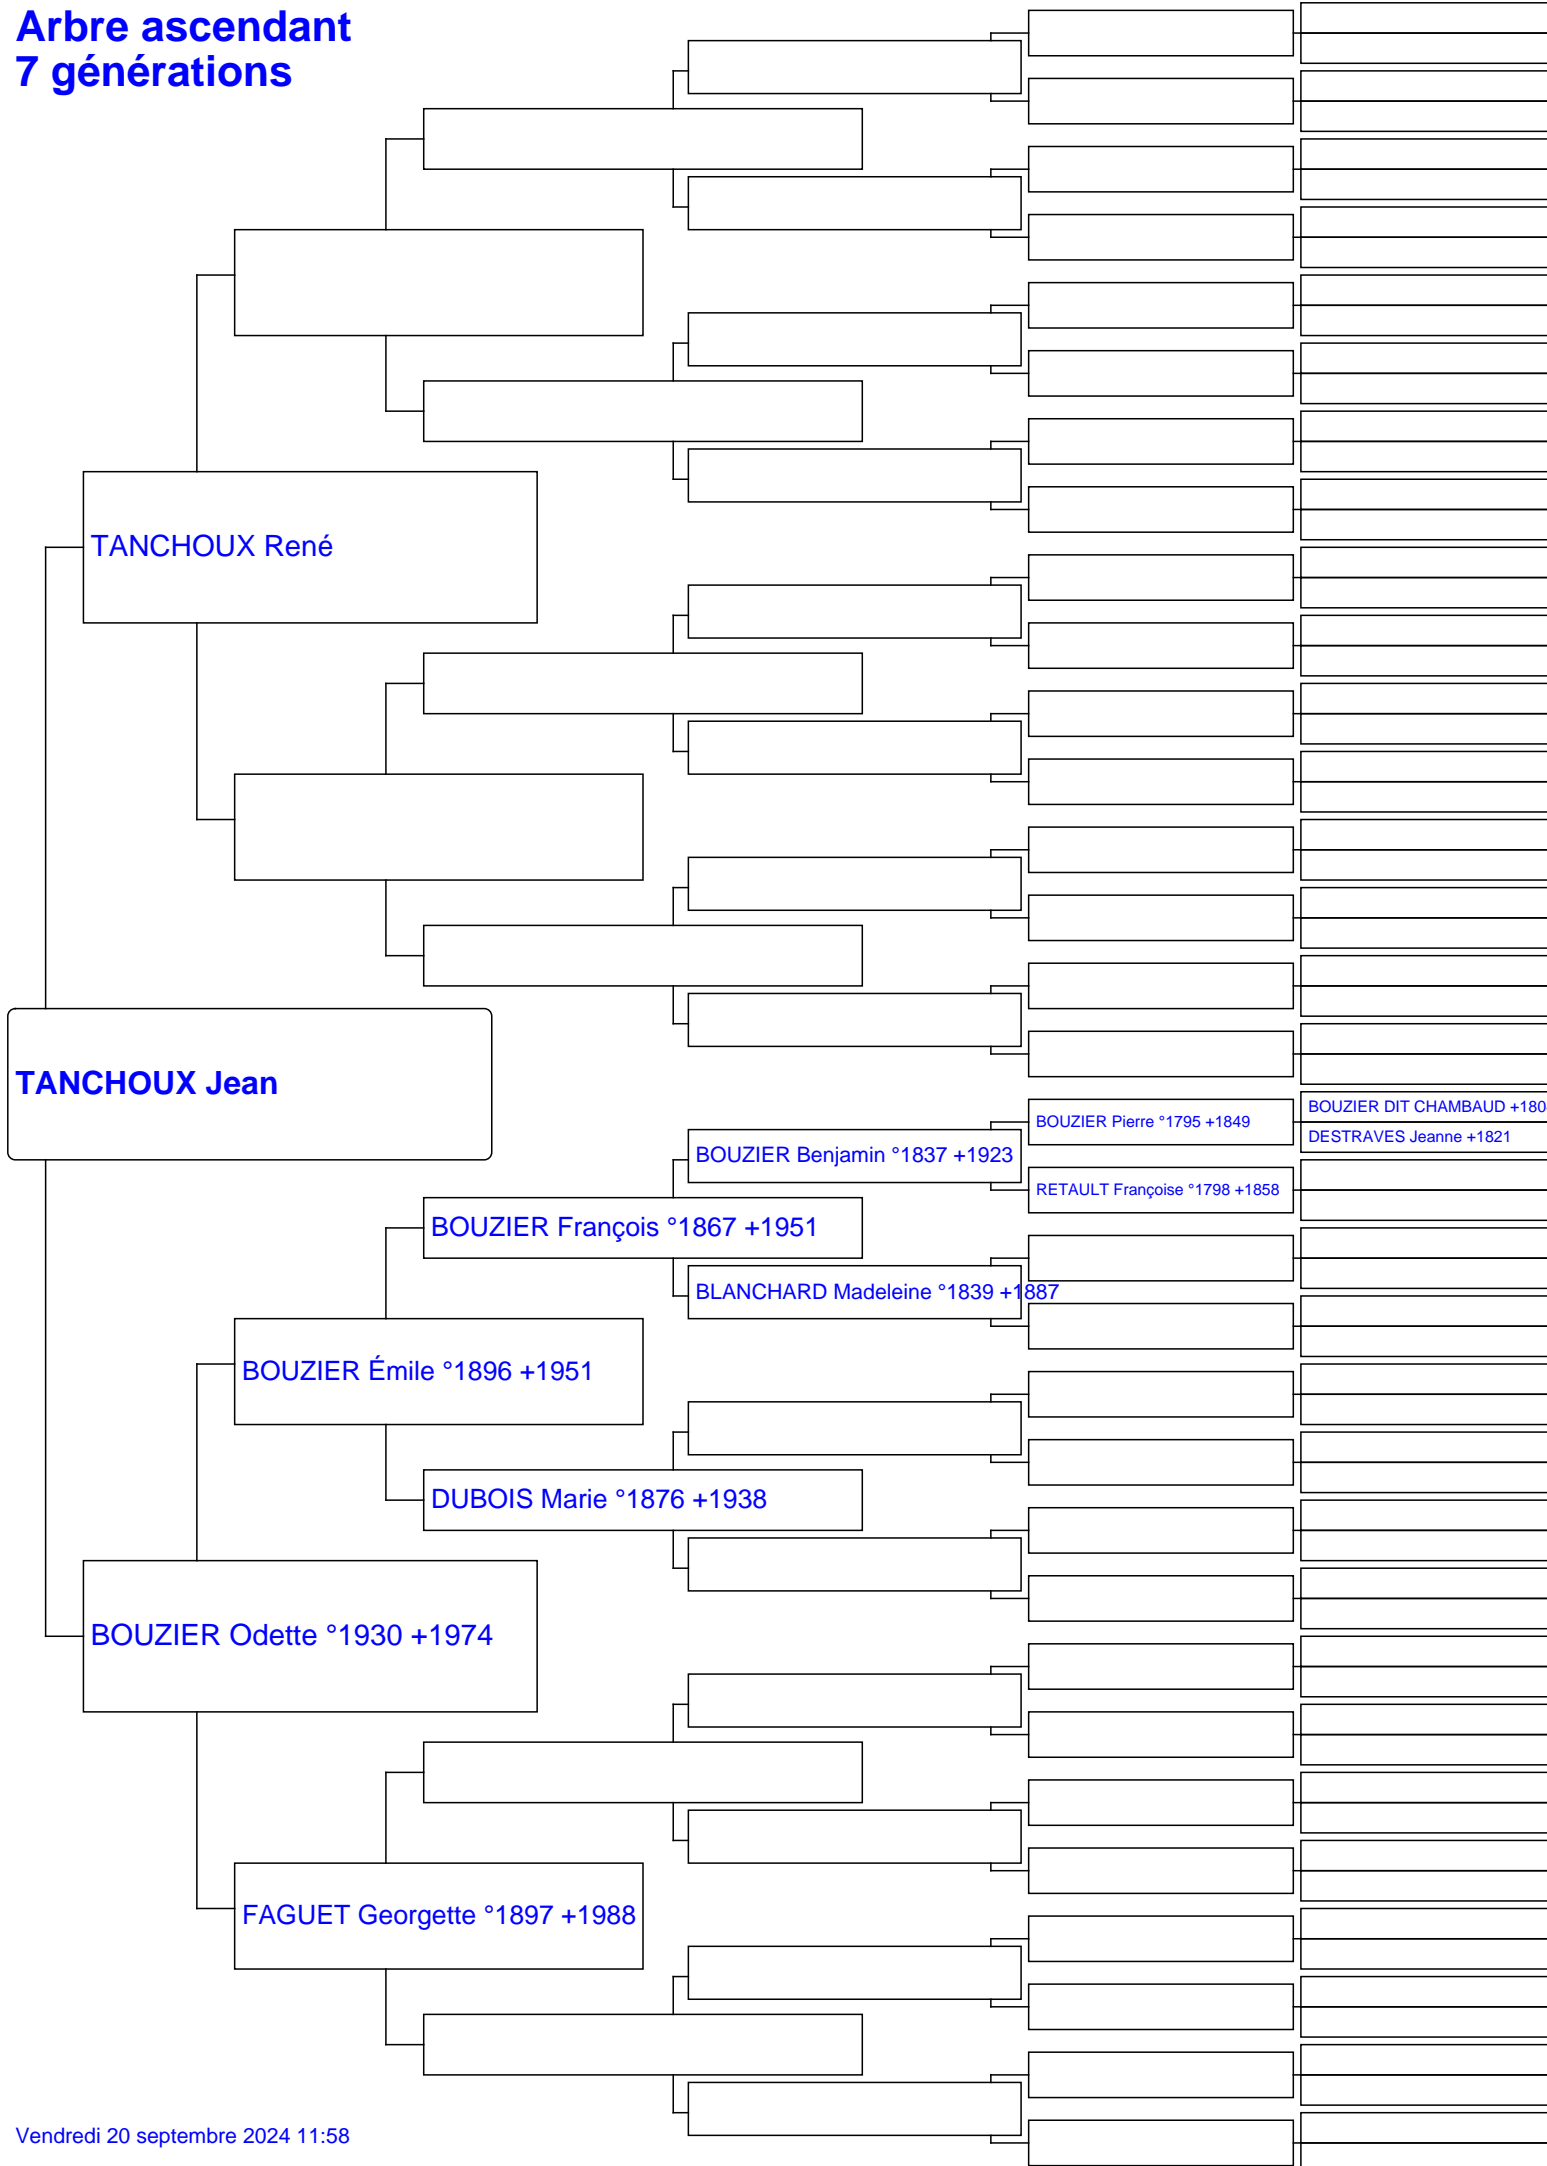 Arbre ascendant
7 générations
TANCHOUX René
TANCHOUX Jean
BOUZIER Pierre °1795 +1849
BOUZIER DIT CHAMBAUD
DESTRAVES Jeanne +1821
BOUZIER Benjamin °1837 +1923
RETAULT Françoise °1798 +1858
BOUZIER François °1867 +1951
BLANCHARD Madeleine °1839 +1887
BOUZIER Émile °1896 +1951
DUBOIS Marie °1876 +1938
BOUZIER Odette °1930 +1974
FAGUET Georgette °1897 +1988
Vendredi 20 septembre 2024 11:58